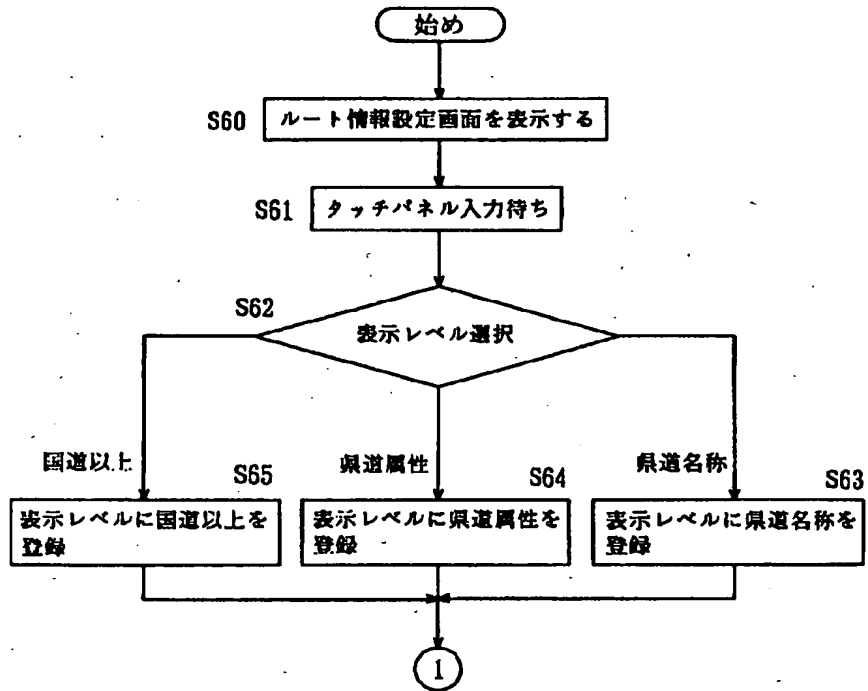 始め
S60
ルート情報設定画面を表示する
S61
タッチパネル入力待ち
S62
表示レベル選択
国道以上
県道属性
県道名称
S65
S64
S63
表示レベルに国道以上を
登録
表示レベルに県道属性を
登録
表示レベルに県道名称を
登録
1